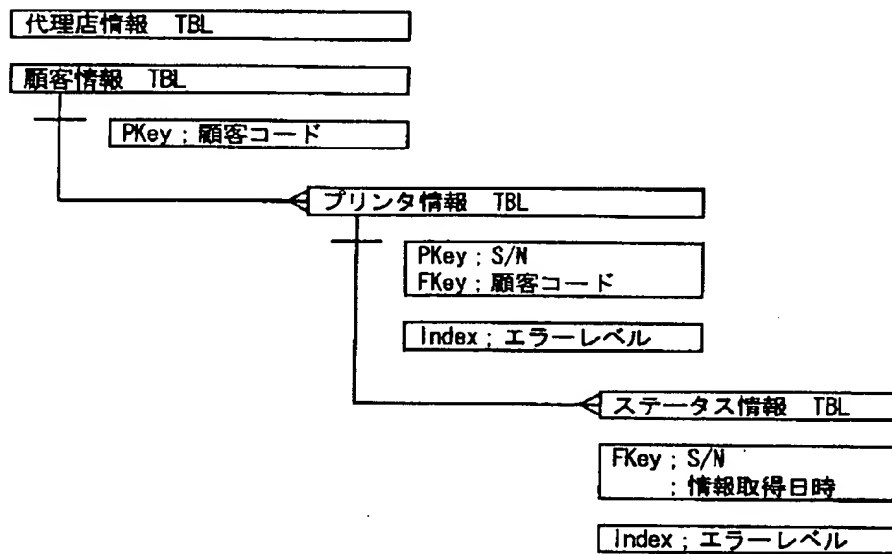 代理店情報 TBL
顧客情報 TBL
PKey ; 顧客コード
プリンタ情報 TBL
PKey ; S/N
FKey ; 顧客コード
Index ; エラーレベル
ステータス情報 TBL
FKey ; S/N
; 情報取得日時
Index ; エラーレベル